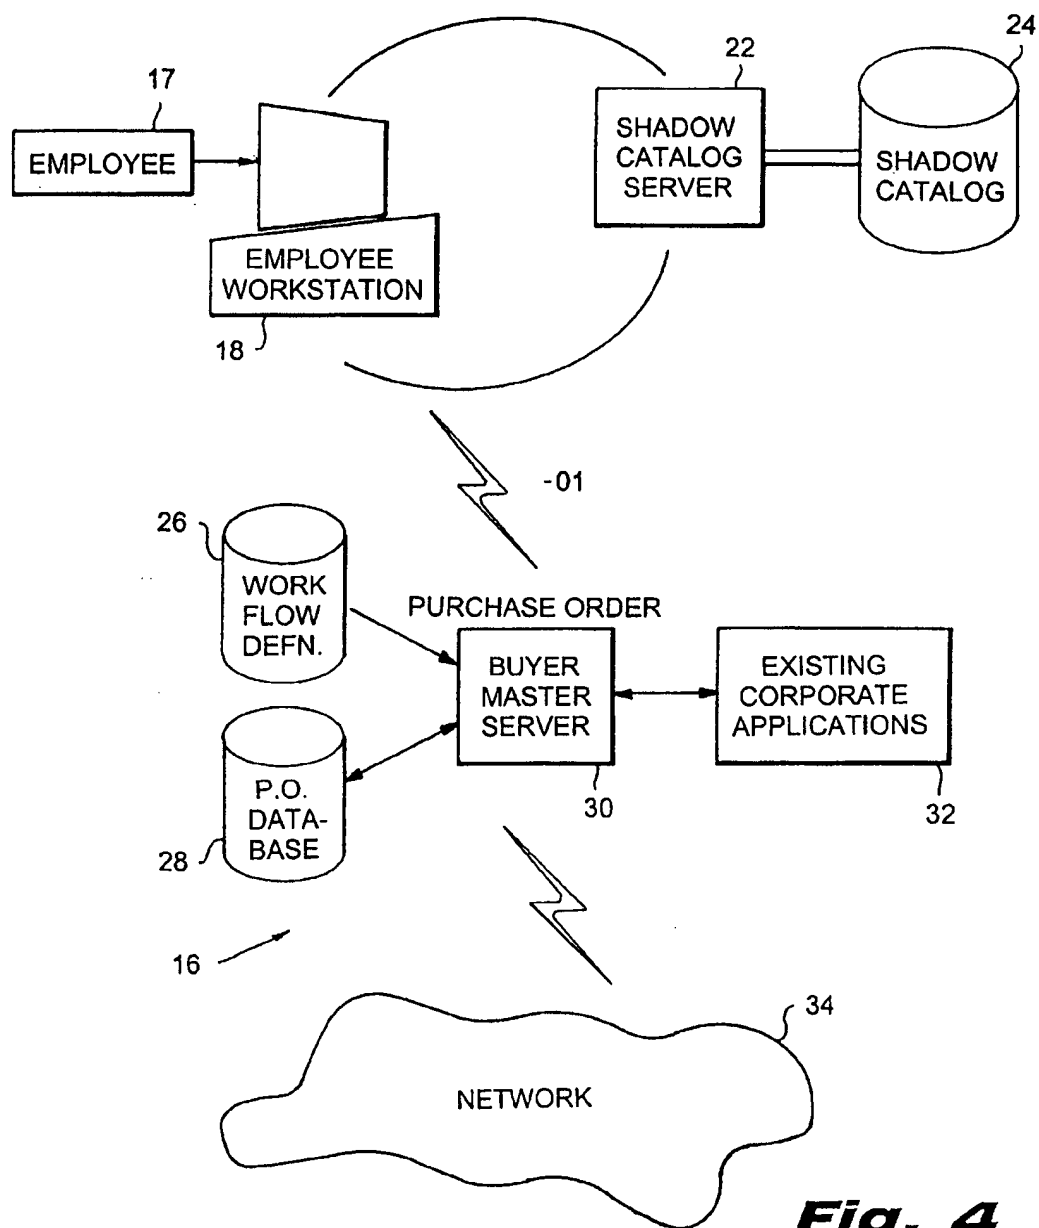 24
22
17
SHADOW
CATALOG
SERVER
EMPLOYEE
SHADOW
CATALOG
EMPLOYEE
WORKSTATION
18
-01
26
WORK
FLOW
DEFN.
PURCHASE ORDER
BUYER
MASTER
SERVER
EXISTING
CORPORATE
APPLICATIONS
P.O.
DATA-
BASE
30
32
28
16
34
NETWORK
Fig. 4